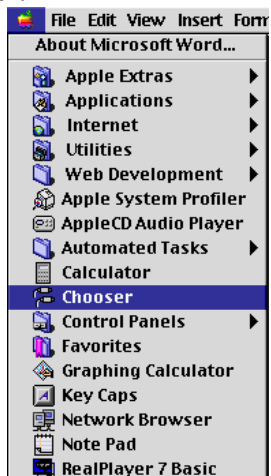 File Edit View Insert Form
About Microsoft Word...
Apple Extras
Applications
Internet
Utilities
Web Development
Apple System Profiler
AppleCD Audio Player
Automated Tasks
Calculator
Chooser
Control Panels
Favorites
Graphing Calculator
Key Caps
Network Browser
Note Pad
RealPlayer 7 Basic